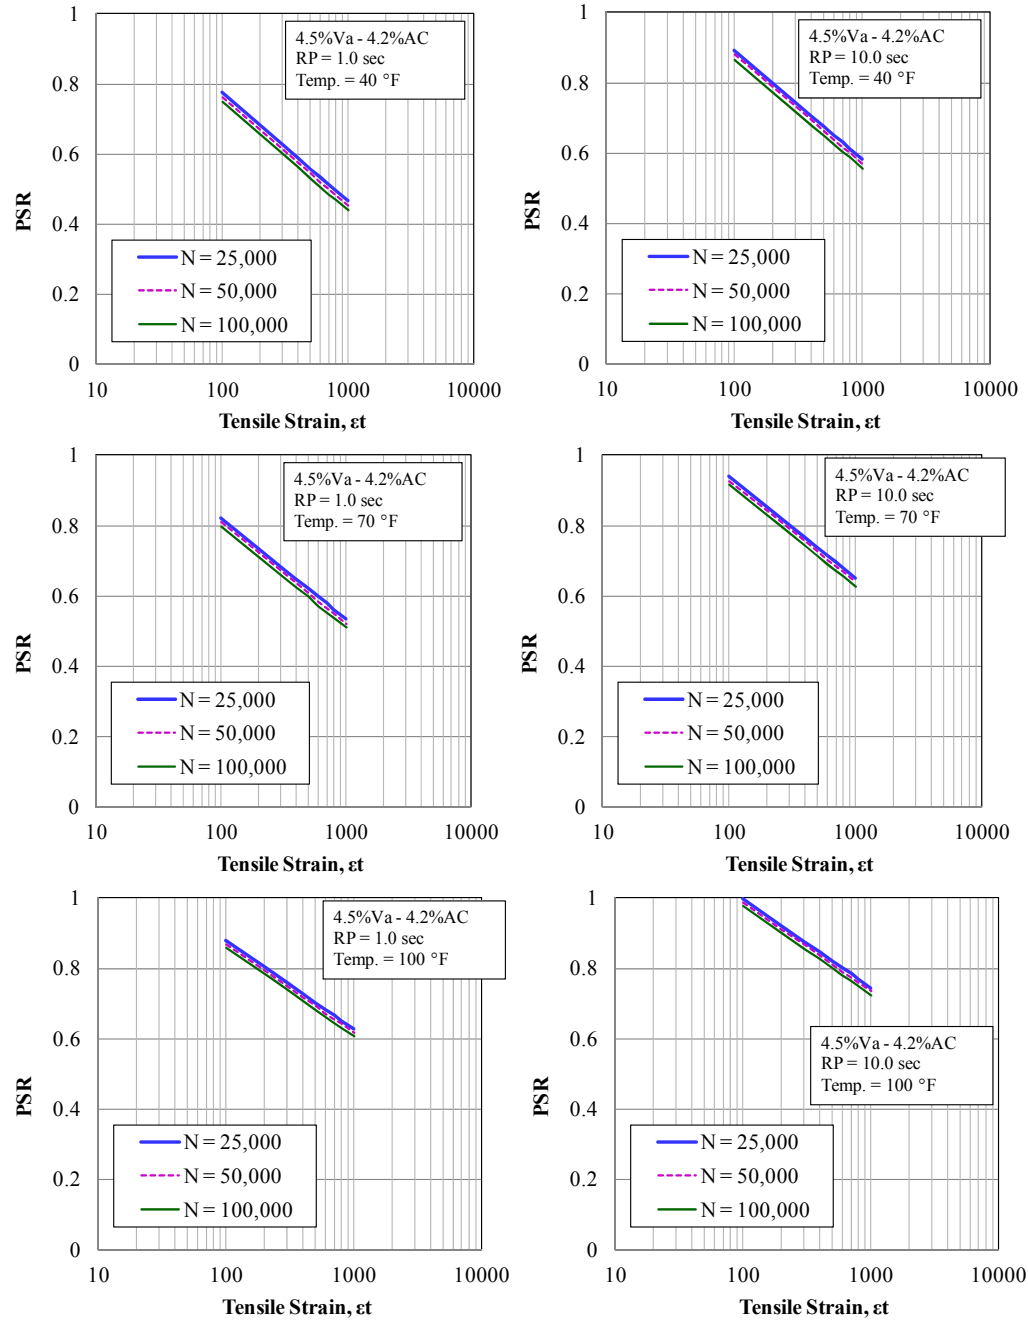 1
0.8
0.6
0.4
0.2
0
PSR
4.5%Va - 4.2%AC
RP = 1.0 sec
Temp. = 40 °F
N = 25,000
N = 50,000
N = 100,000
10 100 1000 10000
Tensile Strain, εt
1
0.8
0.6
0.4
0.2
0
PSR
4.5%Va - 4.2%AC
RP = 10.0 sec
Temp. = 40 °F
N = 25,000
N = 50,000
N = 100,000
10 100 1000 10000
Tensile Strain, εt
1
0.8
0.6
0.4
0.2
0
PSR
4.5%Va - 4.2%AC
RP = 1.0 sec
Temp. = 70 °F
N = 25,000
N = 50,000
N = 100,000
10 100 1000 10000
Tensile Strain, εt
1
0.8
0.6
0.4
0.2
0
PSR
4.5%Va - 4.2%AC
RP = 10.0 sec
Temp. = 70 °F
N = 25,000
N = 50,000
N = 100,000
10 100 1000 10000
Tensile Strain, εt
1
0.8
0.6
0.4
0.2
0
PSR
4.5%Va - 4.2%AC
RP = 1.0 sec
Temp. = 100 °F
N = 25,000
N = 50,000
N = 100,000
10 100 1000 10000
Tensile Strain, εt
1
0.8
0.6
0.4
0.2
0
PSR
4.5%Va - 4.2%AC
RP = 10.0 sec
Temp. = 100 °F
N = 25,000
N = 50,000
N = 100,000
10 100 1000 10000
Tensile Strain, εt